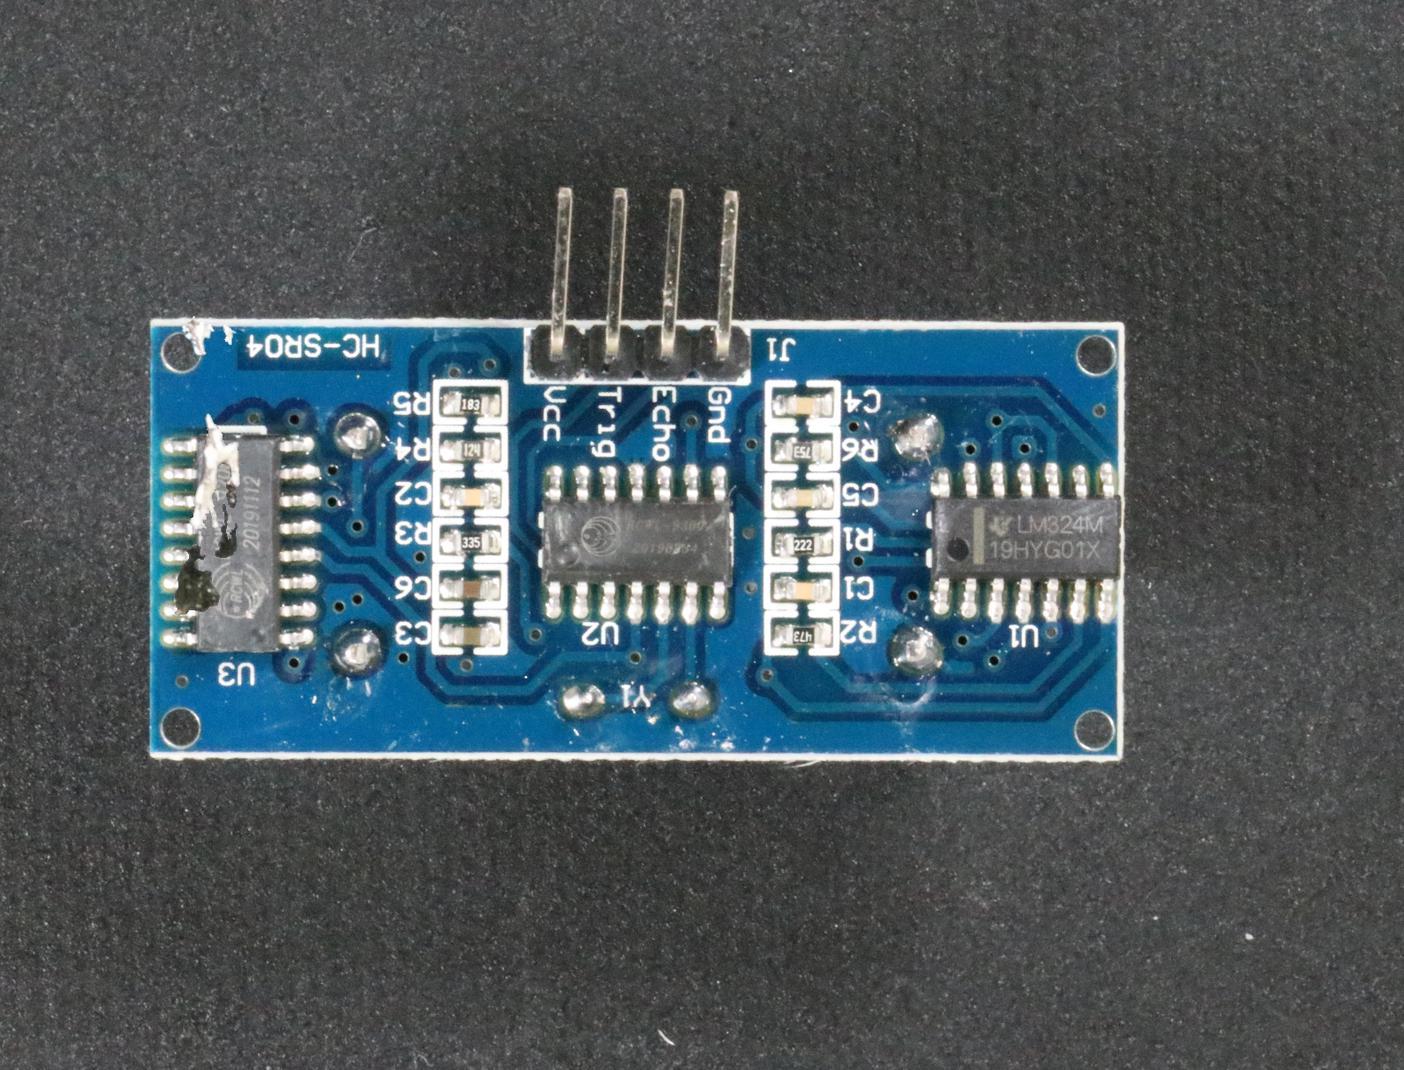 HC-SR04
J1
Vcc
Trig
Echo
Gnd
R5
183
R4
124
C2
R3
335
C6
C3
C4
R6
753
C5
R1
222
C1
R2
473
20191112
U3
U2
LM324M
19HYG01X
U1
Y1